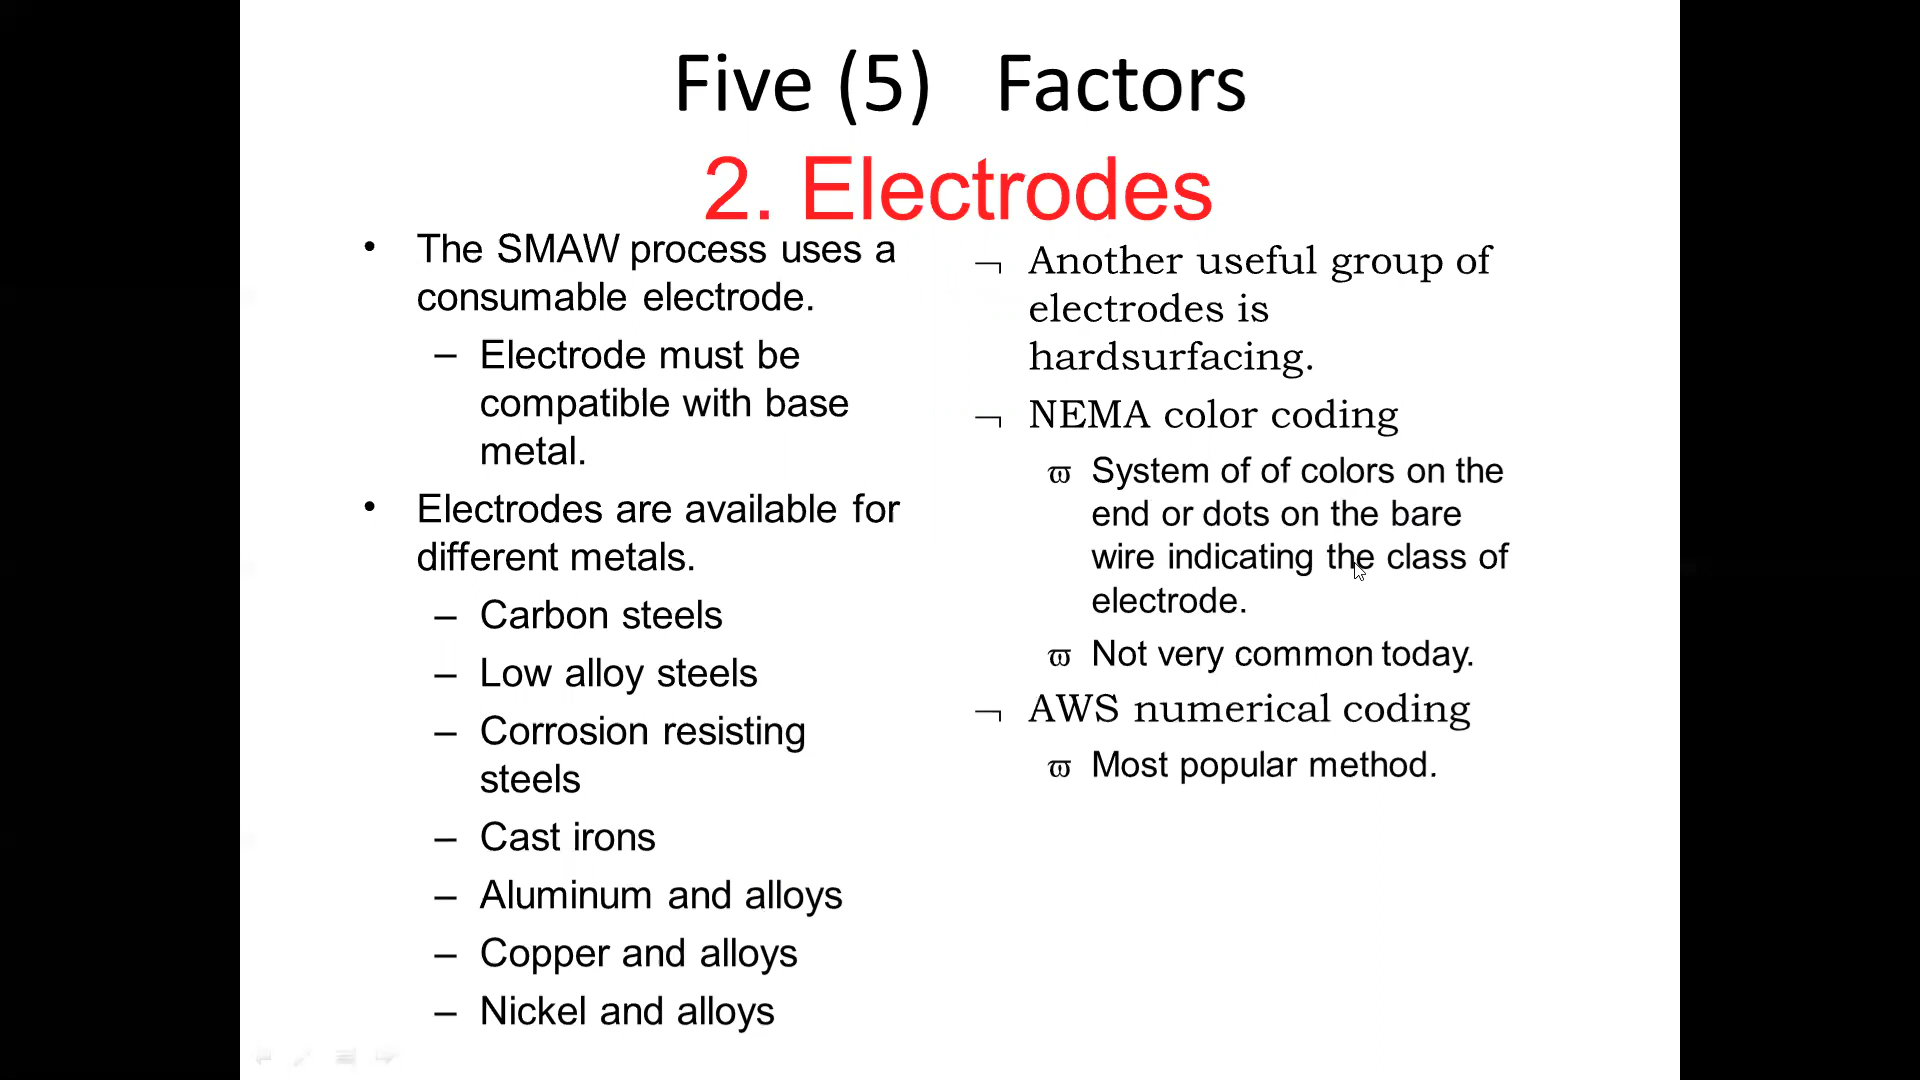 Five (5)   Factors
2. Electrodes
• The SMAW process uses a
consumable electrode.
– Electrode must be
compatible with base
metal.
• Electrodes are available for
different metals.
– Carbon steels
– Low alloy steels
– Corrosion resisting
steels
– Cast irons
– Aluminum and alloys
– Copper and alloys
– Nickel and alloys
¬ Another useful group of
electrodes is
hardsurfacing.
¬ NEMA color coding
ϖ System of of colors on the
end or dots on the bare
wire indicating the class of
electrode.
ϖ Not very common today.
¬ AWS numerical coding
ϖ Most popular method.